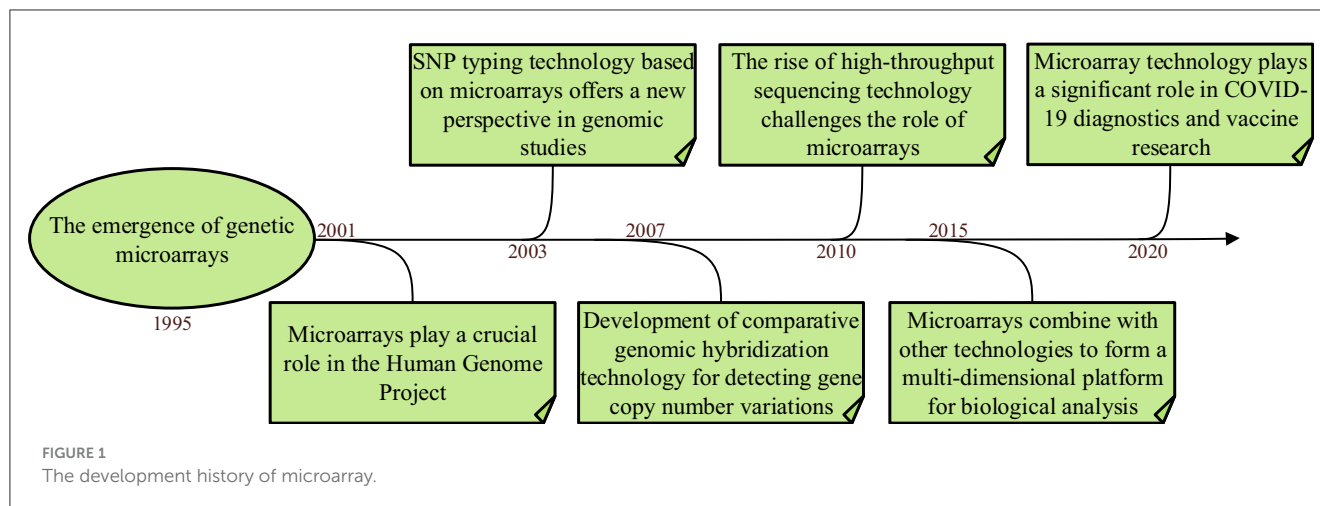 SNP typing technology based
on microarrays offers a new
perspective in genomic
studies
The rise of high-throughput
sequencing technology
challenges the role of
microarrays
Microarray technology plays
a significant role in COVID-
19 diagnostics and vaccine
research
The emergence of genetic
microarrays
1995
2001
2003
2007
2010
2015
2020
Microarrays play a crucial
role in the Human Genome
Project
Development of comparative
genomic hybridization
technology for detecting gene
copy number variations
Microarrays combine with
other technologies to form a
multi-dimensional platform
for biological analysis
FIGURE 1
The development history of microarray.